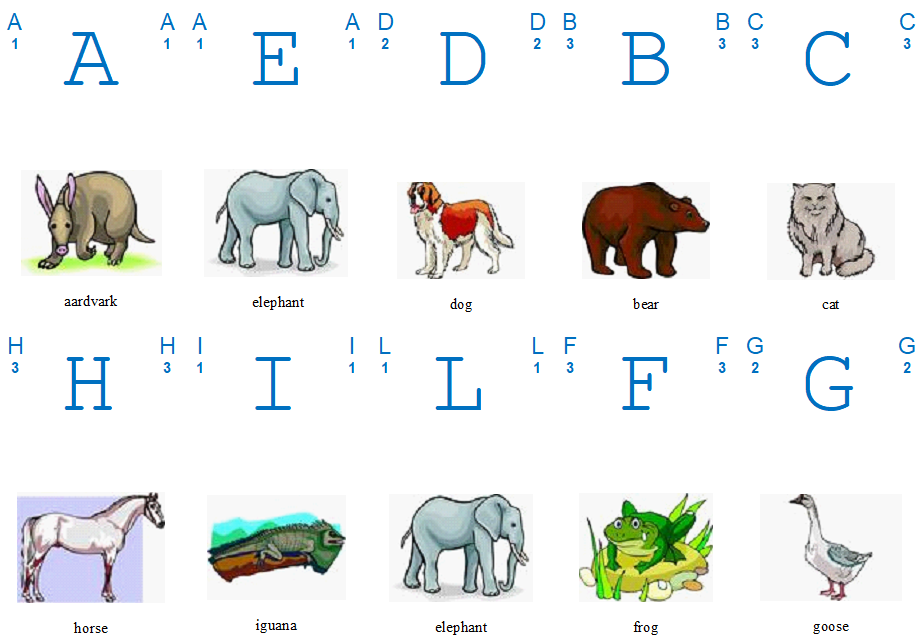 A A A A D D B B C C
1 1 1 1 2 2 3 3 3 3
A E D B C
aardvark elephant dog bear cat
H H I I L L F F G G
3 3 1 1 1 1 3 3 2 2
H I L F G
horse iguana elephant frog goose